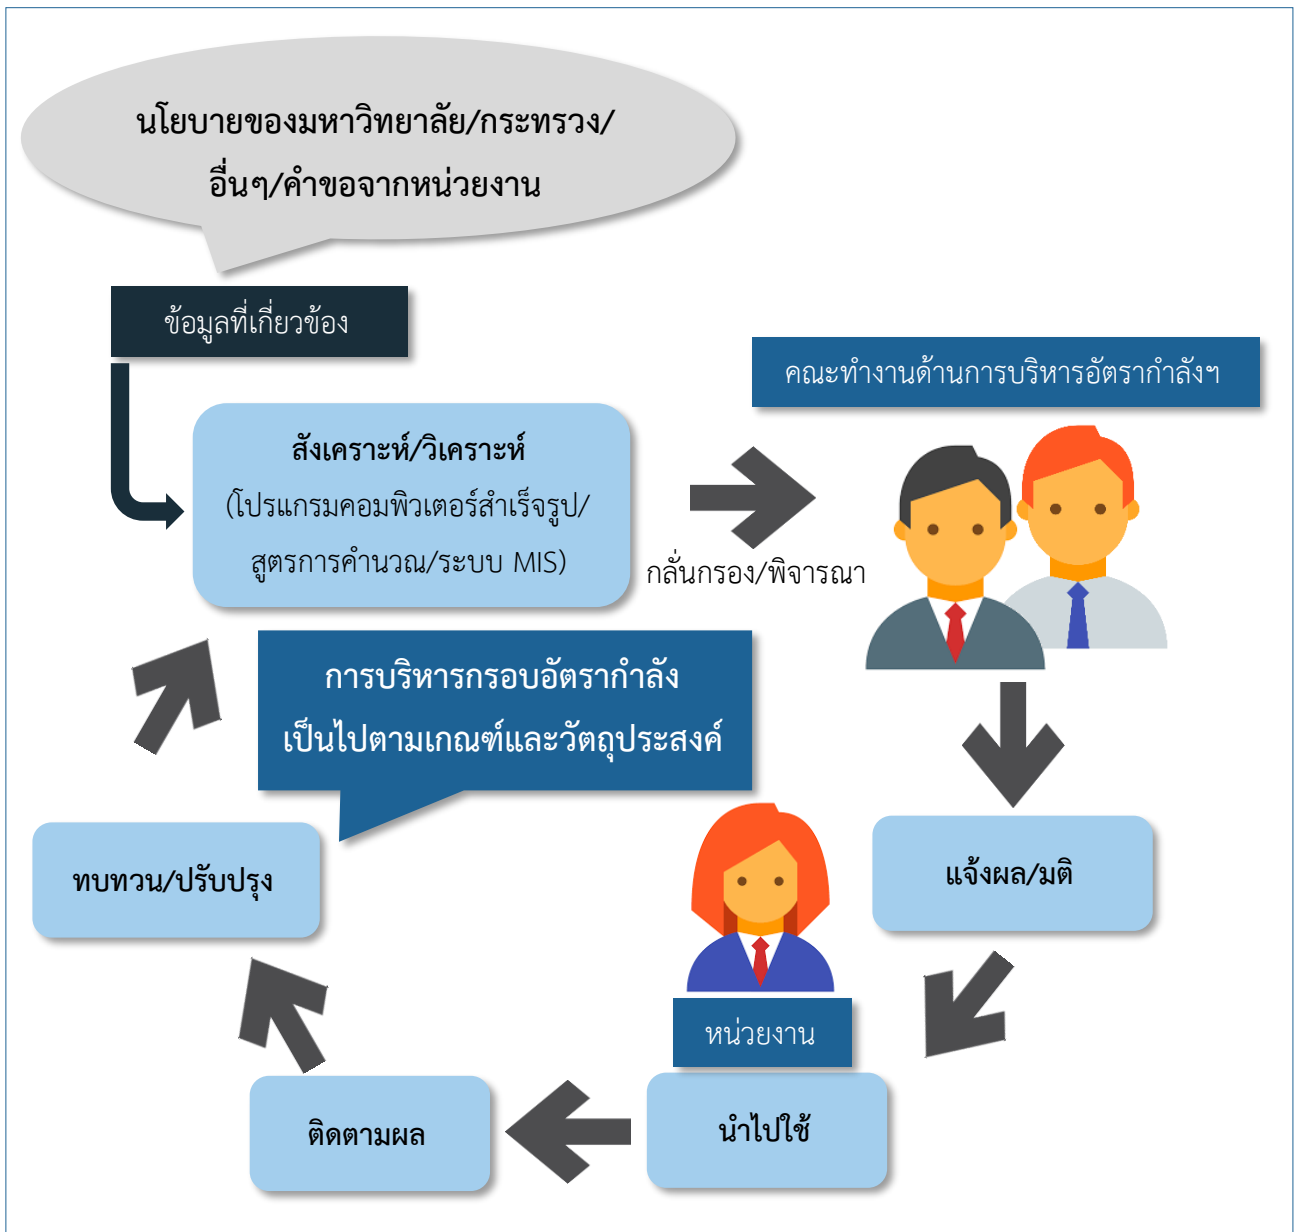 นโยบายของมหาวิทยาลัย/กระทรวง/
อื่นๆ/คำขอจากหน่วยงาน
ข้อมูลที่เกี่ยวข้อง
คณะทำงานด้านการบริหารอัตรากำลังฯ
สังเคราะห์/วิเคราะห์
(โปรแกรมคอมพิวเตอร์สำเร็จรูป/
สูตรการคำนวณ/ระบบ MIS)
กลั่นกรอง/พิจารณา
การบริหารกรอบอัตรากำลัง
เป็นไปตามเกณฑ์และวัตถุประสงค์
ทบทวน/ปรับปรุง
แจ้งผล/มติ
หน่วยงาน
นำไปใช้
ติดตามผล